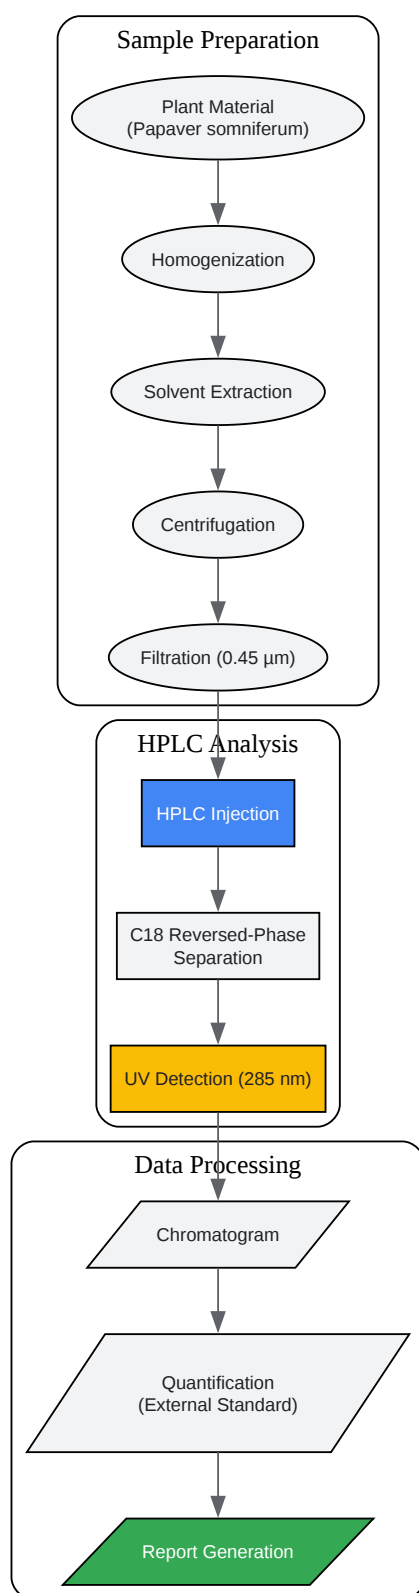 Sample Preparation
Plant Material
(Papaver somniferum)
Homogenization
Solvent Extraction
Centrifugation
Filtration (0.45 µm)
HPLC Analysis
HPLC Injection
C18 Reversed-Phase
Separation
UV Detection (285 nm)
Data Processing
Chromatogram
Quantification
(External Standard)
Report Generation